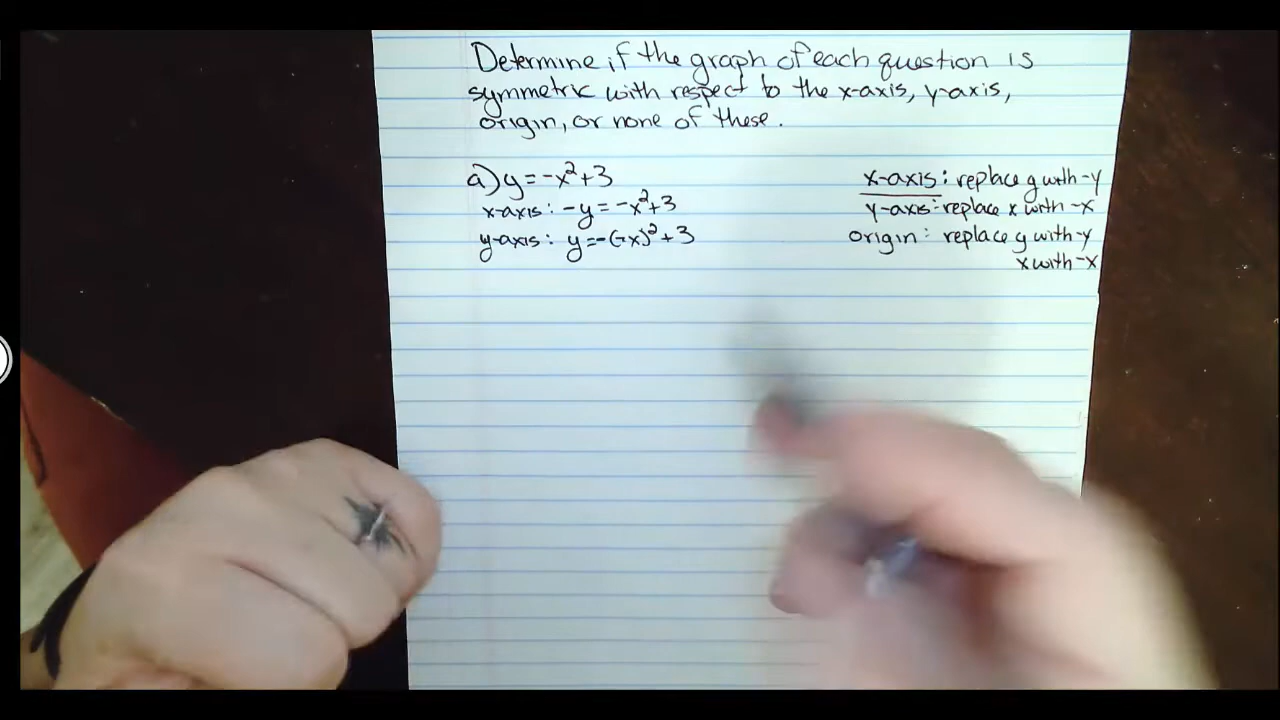 Determine if the graph of each question is
symmetric with respect to the x-axis, y-axis,
origin, or none of these.
a) y = -x²+3
x-axis: -y = -x²+3
y-axis: y = -(-x)²+3
x-axis: replace y with -y
y-axis: replace x with -x
origin: replace y with -y
x with -x